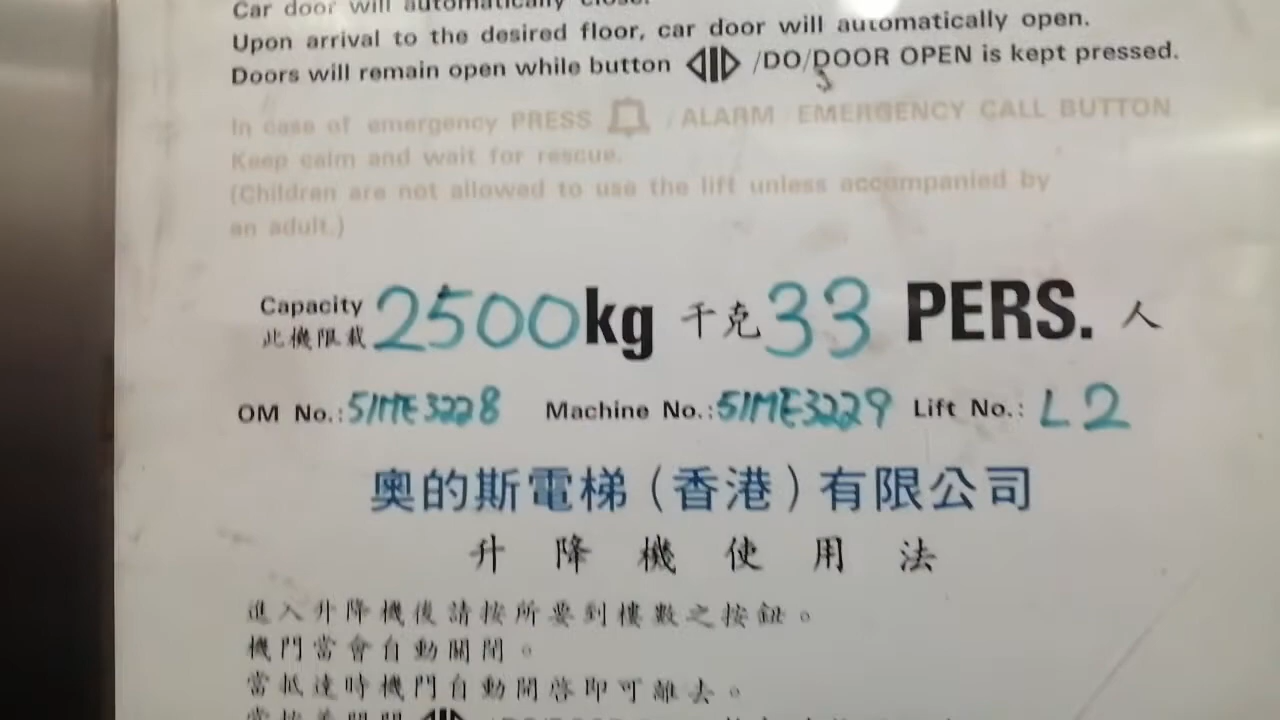 Car door will automatically close.
Upon arrival to the desired floor, car door will automatically open.
Doors will remain open while button /DO/DOOR OPEN is kept pressed.
In case of emergency PRESS /ALARM EMERGENCY CALL BUTTON
Keep calm and wait for rescue.
(Children are not allowed to use the lift unless accompanied by
an adult.)
Capacity 2500kg 千克 33 PERS. 人
此機限載
OM No.: 51ME3228 Machine No.: 51ME3229 Lift No.: L2
奧的斯電梯(香港)有限公司
升降機使用法
進入升降機後請按所要到樓數之按鈕。
機門當會自動關閉。
當抵達時機門自動開啓即可離去。